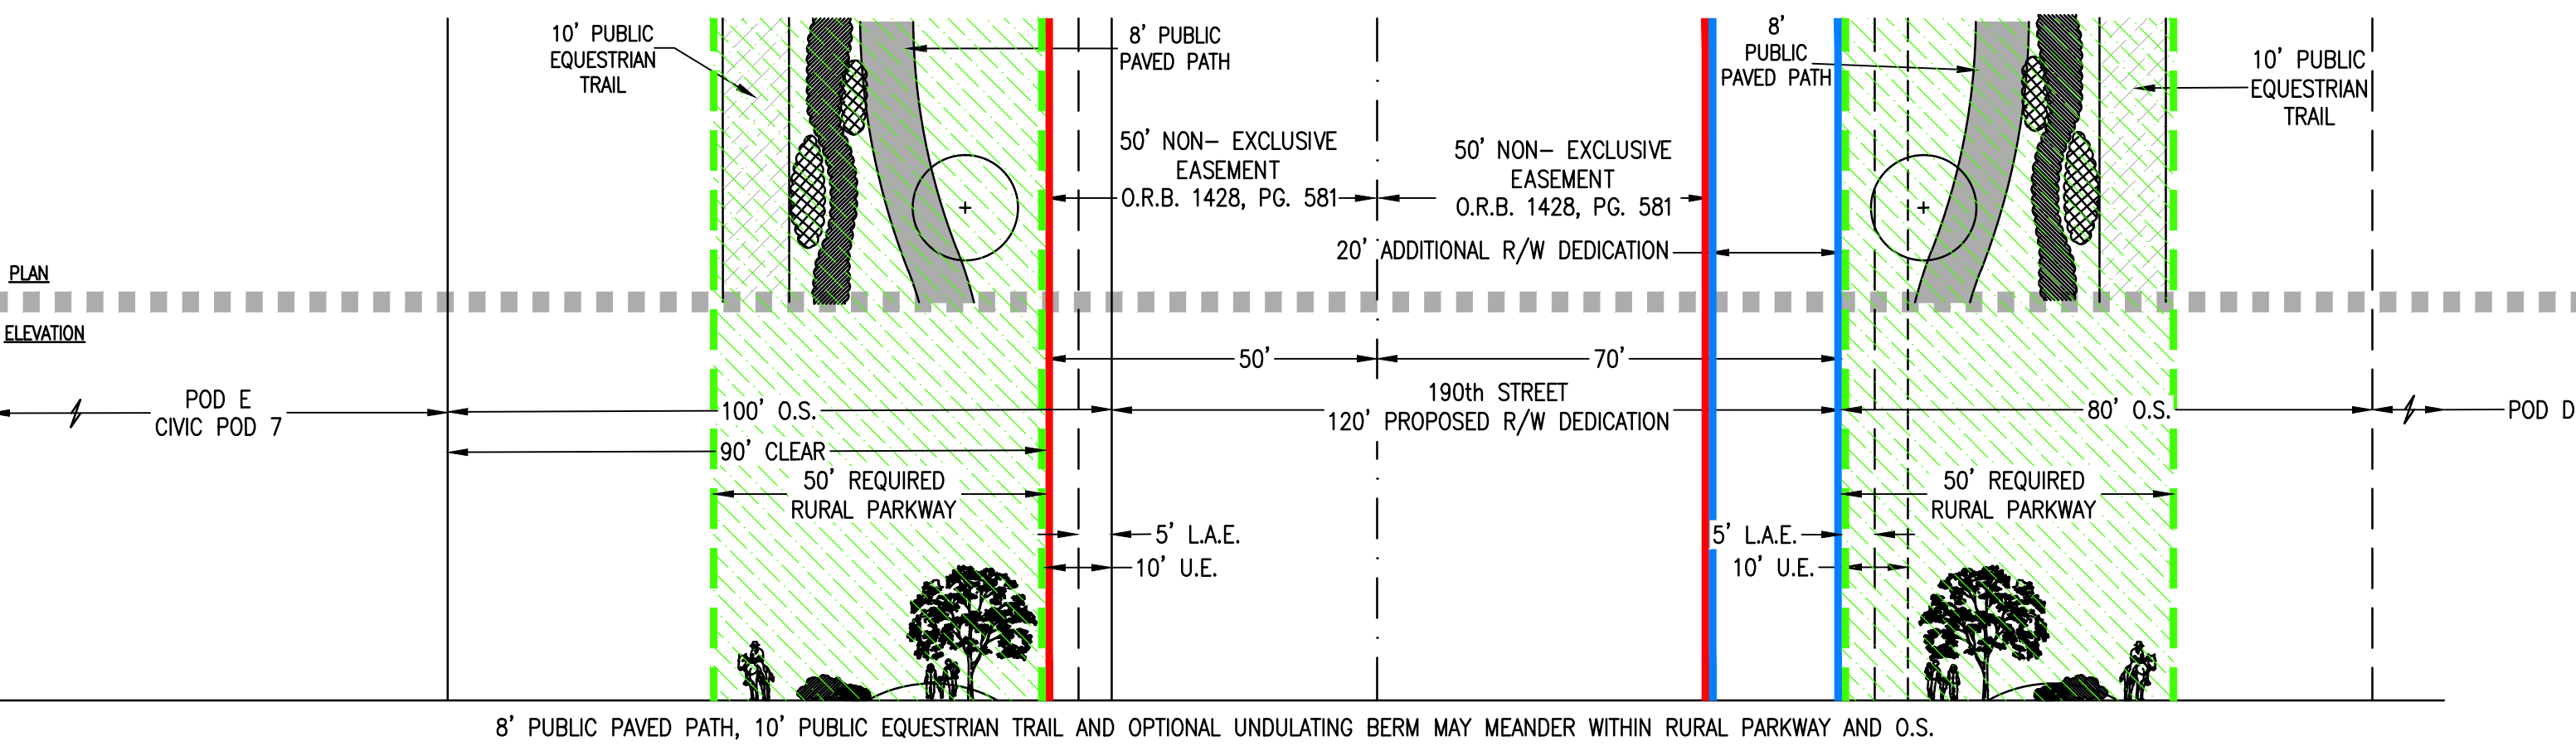 10' PUBLIC
EQUESTRIAN
TRAIL
8' PUBLIC
PAVED PATH
8'
PUBLIC
PAVED PATH
10' PUBLIC
EQUESTRIAN
TRAIL
50' NON- EXCLUSIVE
EASEMENT
O.R.B. 1428, PG. 581
50' NON- EXCLUSIVE
EASEMENT
O.R.B. 1428, PG. 581
20' ADDITIONAL R/W DEDICATION
PLAN
ELEVATION
50'
70'
POD E
CIVIC POD 7
100' O.S.
190th STREET
120' PROPOSED R/W DEDICATION
80' O.S.
POD D
90' CLEAR
50' REQUIRED
RURAL PARKWAY
50' REQUIRED
RURAL PARKWAY
5' L.A.E.
10' U.E.
5' L.A.E.
10' U.E.
8' PUBLIC PAVED PATH, 10' PUBLIC EQUESTRIAN TRAIL AND OPTIONAL UNDULATING BERM MAY MEANDER WITHIN RURAL PARKWAY AND O.S.